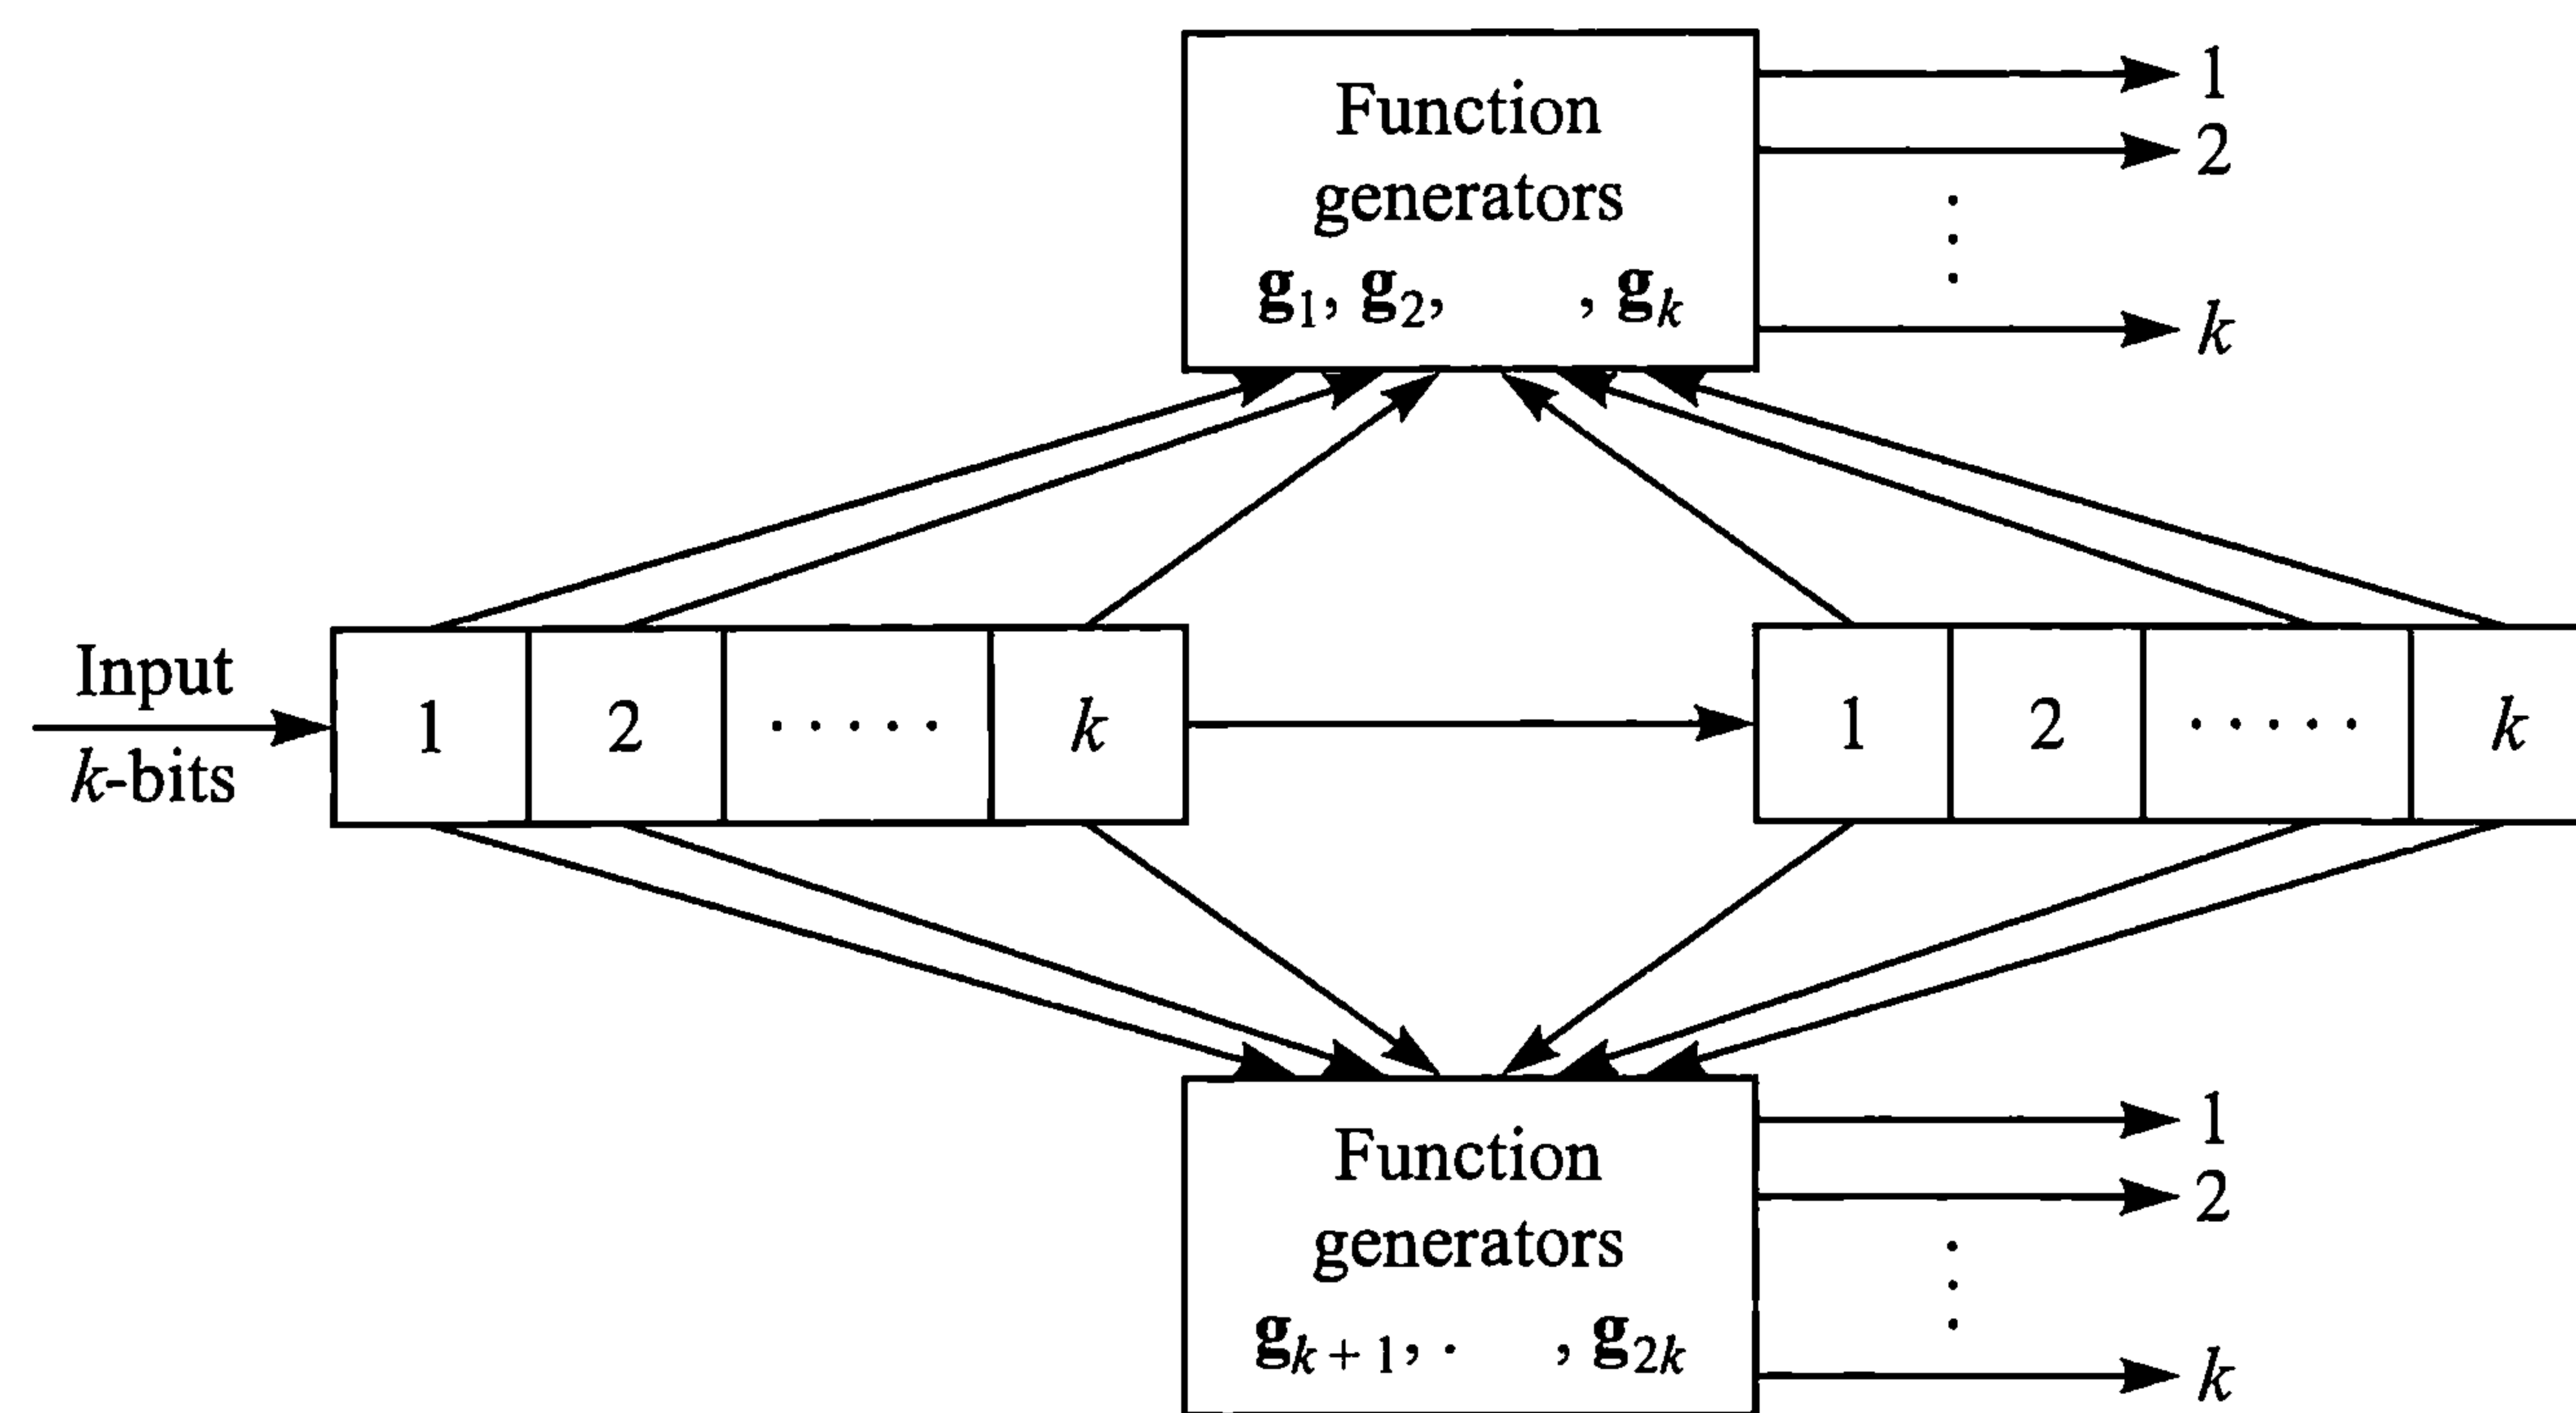 Function
generators
g₁, g₂, , gₖ
1
2
k
Input
k-bits
1 2 ..... k
1 2 ..... k
Function
generators
gₖ₊₁, . , g₂ₖ
1
2
k